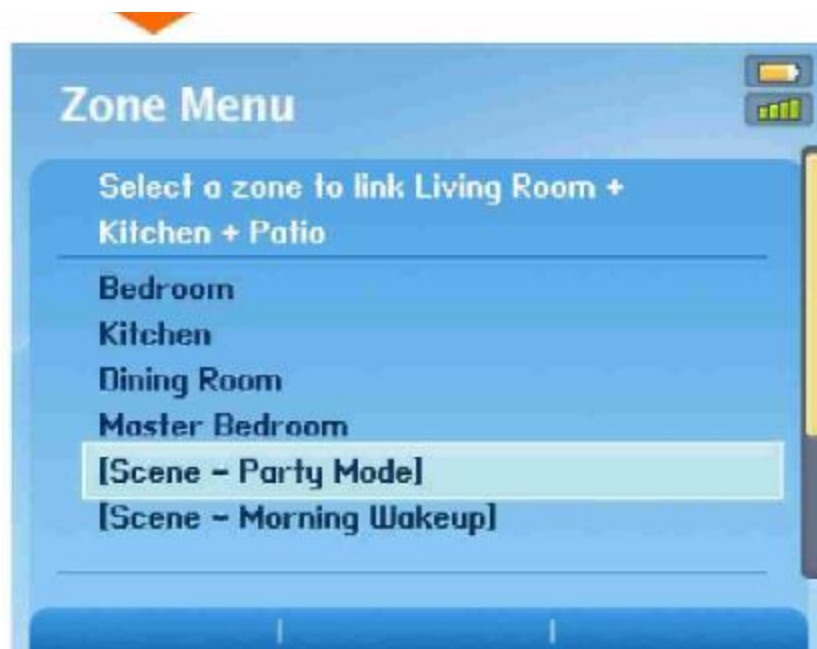 Zone Menu
Select a zone to link Living Room +
Kitchen + Patio
Bedroom
Kitchen
Dining Room
Master Bedroom
[Scene – Party Mode]
[Scene – Morning Wakeup]